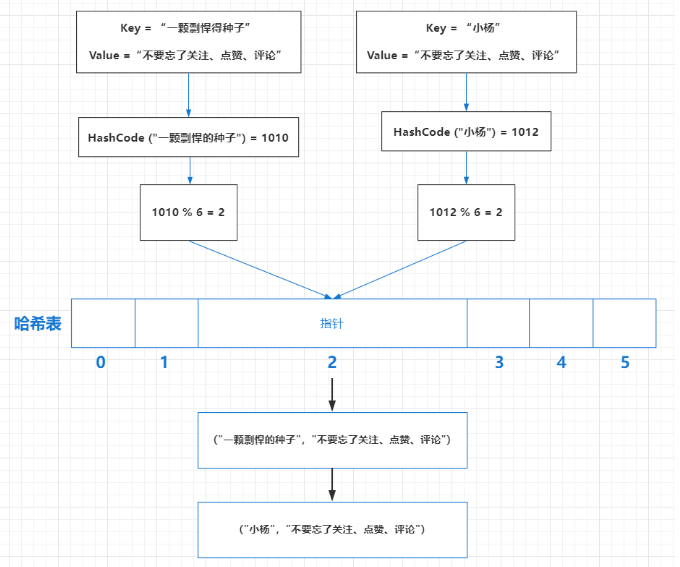 Key = “一颗剽悍得种子”
Value = “不要忘了关注、点赞、评论”
Key = “小杨”
Value = “不要忘了关注、点赞、评论”
HashCode ("一颗剽悍的种子") = 1010
HashCode ("小杨") = 1012
1010 % 6 = 2
1012 % 6 = 2
哈希表
指针
0 1 2 3 4 5
("一颗剽悍的种子", "不要忘了关注、点赞、评论")
("小杨", "不要忘了关注、点赞、评论")